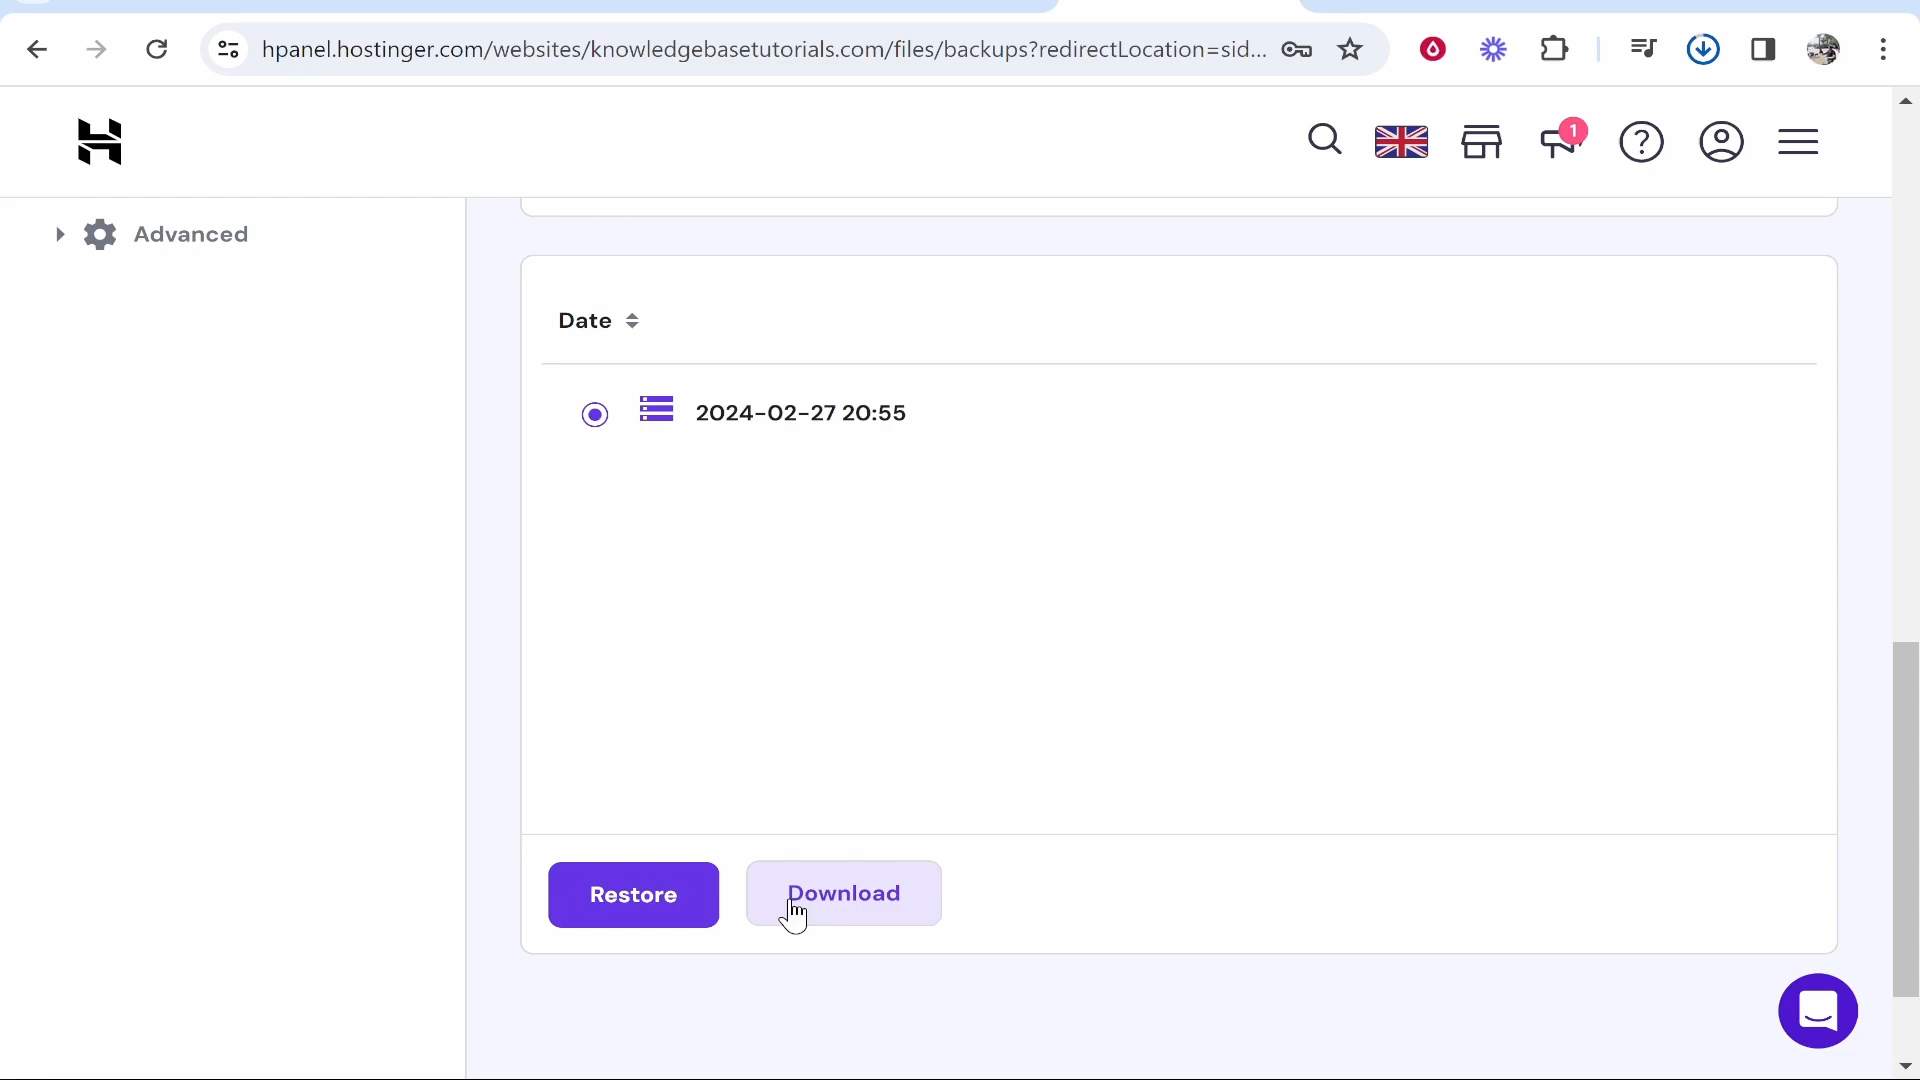 hpanel.hostinger.com/websites/knowledgebasetutorials.com/files/backups?redirectLocation=sid...
1
Advanced
Date
2024-02-27 20:55
Restore
Download